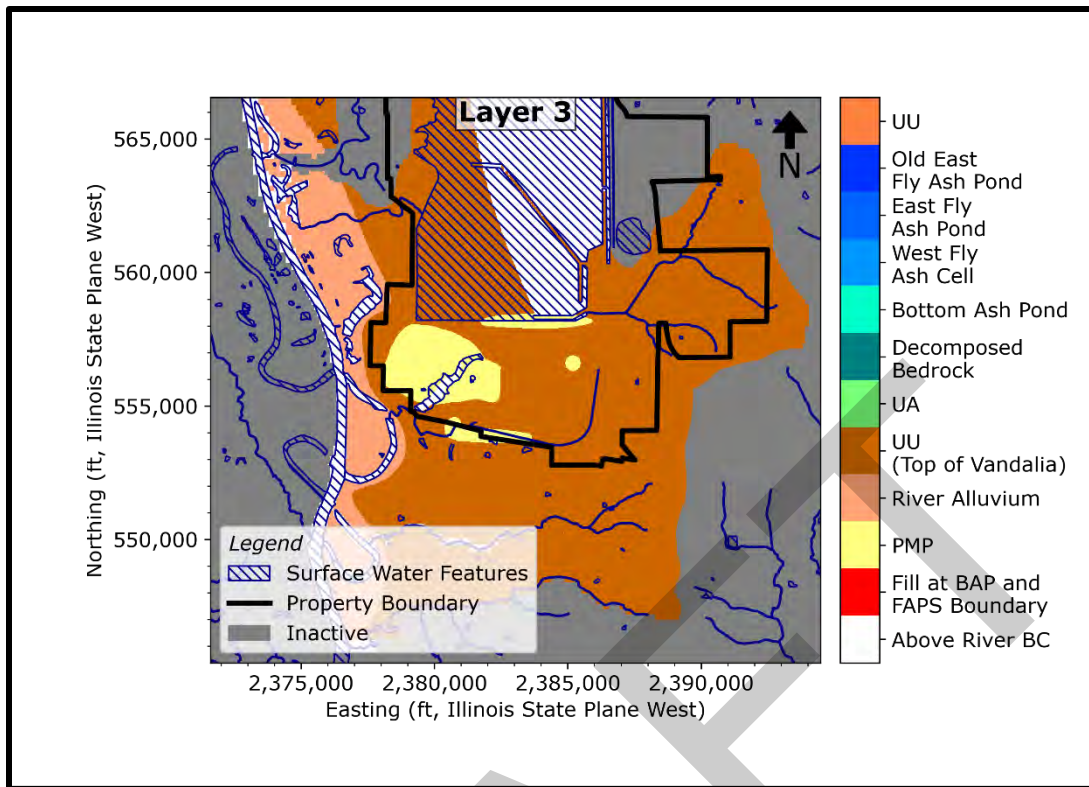 Layer 3
N
565,000
560,000
555,000
550,000
Northing (ft, Illinois State Plane West)
2,375,000 2,380,000 2,385,000 2,390,000
Easting (ft, Illinois State Plane West)
Legend
Surface Water Features
Property Boundary
Inactive
UU
Old East
Fly Ash Pond
East Fly
Ash Pond
West Fly
Ash Cell
Bottom Ash Pond
Decomposed
Bedrock
UA
UU
(Top of Vandalia)
River Alluvium
PMP
Fill at BAP and
FAPS Boundary
Above River BC